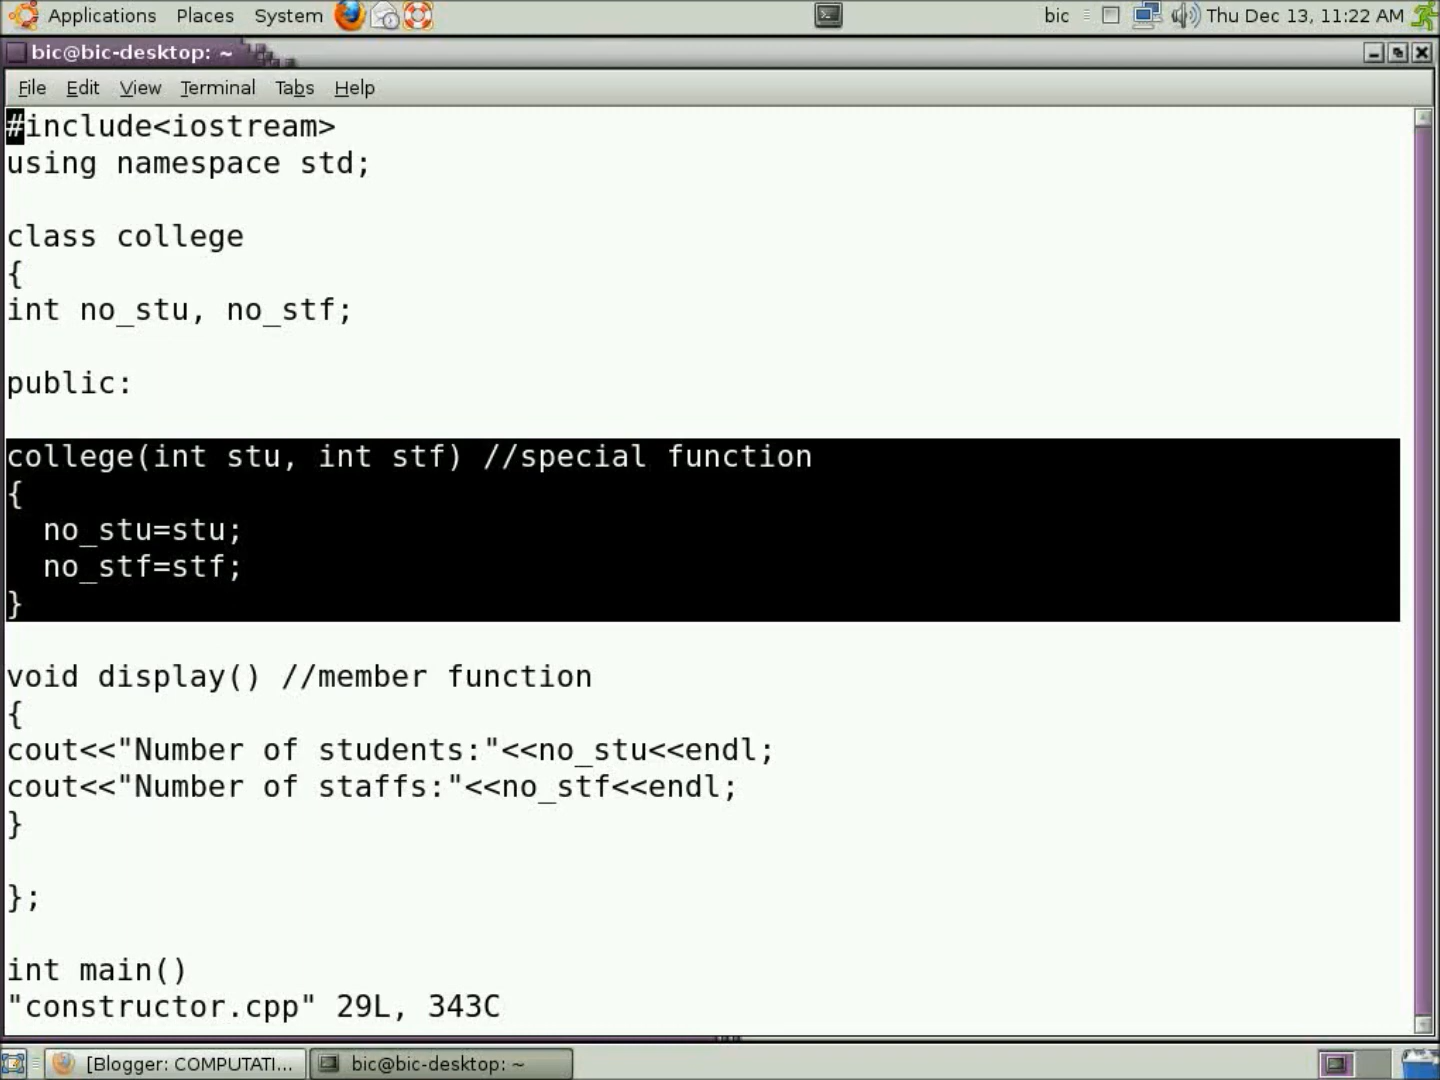 Applications Places System bic Thu Dec 13, 11:22 AM
bic@bic-desktop: ~
File Edit View Terminal Tabs Help
#include<iostream>
using namespace std;
class college
{
int no_stu, no_stf;
public:
college(int stu, int stf) //special function
{
  no_stu=stu;
  no_stf=stf;
}
void display() //member function
{
cout<<"Number of students:"<<no_stu<<endl;
cout<<"Number of staffs:"<<no_stf<<endl;
}
};
int main()
"constructor.cpp" 29L, 343C
[Blogger: COMPUTATI... bic@bic-desktop: ~